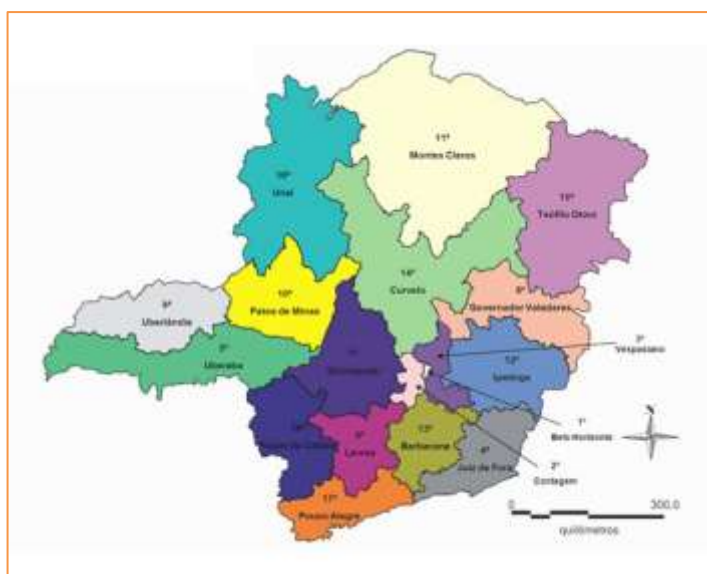 11ª
Montes Claros
16ª
Unaí
15ª
Teófilo Otoni
14ª
Curvelo
10ª
Patos de Minas
8ª
Governador Valadares
9ª
Uberlândia
5ª
Uberaba
3ª
Vespasiano
12ª
Ipatinga
1ª
Belo Horizonte
N
6ª
Lavras
13ª
Barbacena
4ª
Juiz de Fora
2ª
Contagem
17ª
Pouso Alegre
0
300,0
quilômetros